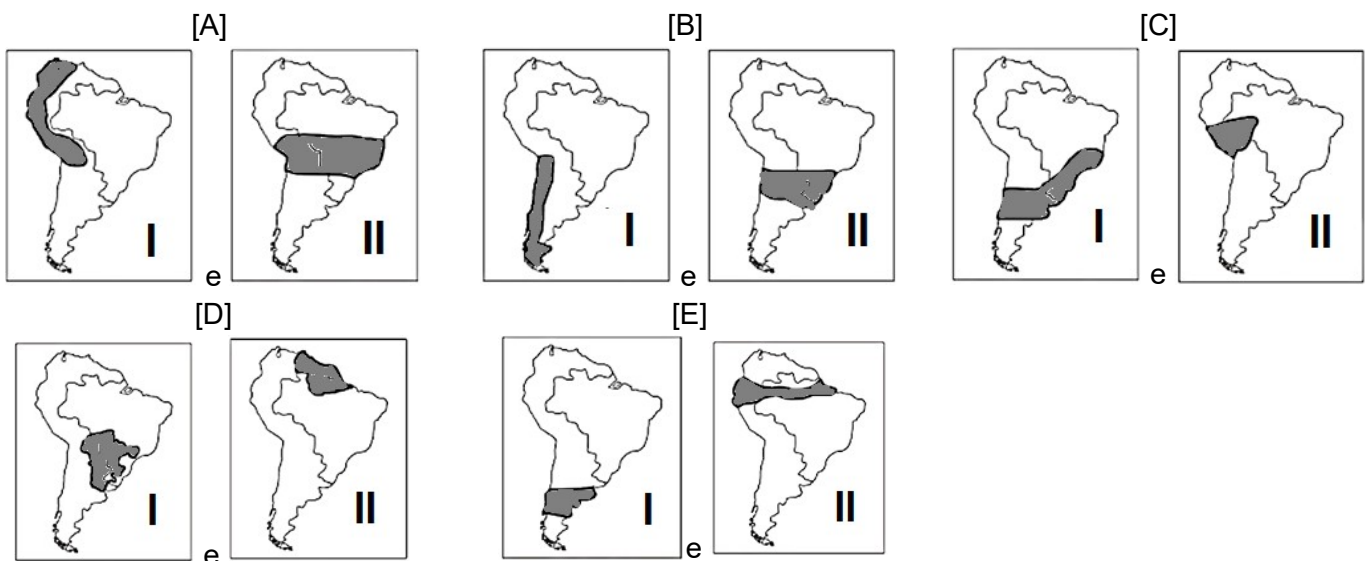 [A] [B] [C]
I e II I e II I e II
[D] [E]
I e II I e II